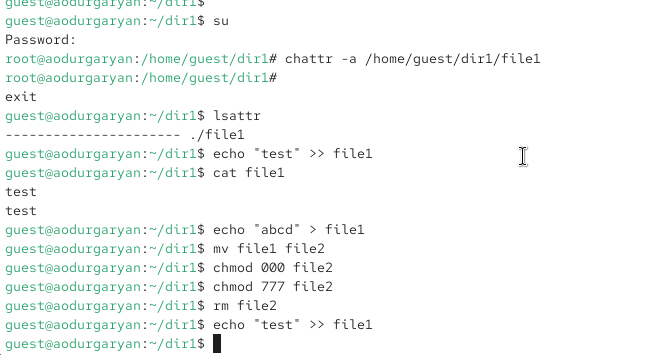 guest@aodurgaryan:~/dir1$
guest@aodurgaryan:~/dir1$ su
Password:
root@aodurgaryan:/home/guest/dir1# chattr -a /home/guest/dir1/file1
root@aodurgaryan:/home/guest/dir1#
exit
guest@aodurgaryan:~/dir1$ lsattr
---------------------- ./file1
guest@aodurgaryan:~/dir1$ echo "test" >> file1
guest@aodurgaryan:~/dir1$ cat file1
test
test
guest@aodurgaryan:~/dir1$ echo "abcd" > file1
guest@aodurgaryan:~/dir1$ mv file1 file2
guest@aodurgaryan:~/dir1$ chmod 000 file2
guest@aodurgaryan:~/dir1$ chmod 777 file2
guest@aodurgaryan:~/dir1$ rm file2
guest@aodurgaryan:~/dir1$ echo "test" >> file1
guest@aodurgaryan:~/dir1$